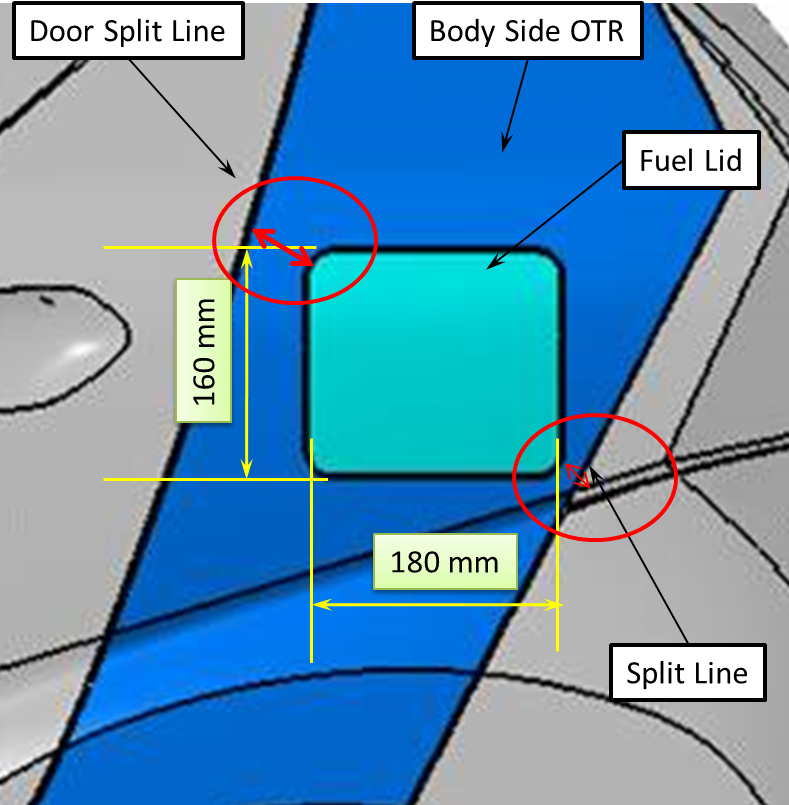 Door Split Line
Body Side OTR
Fuel Lid
160 mm
180 mm
Split Line